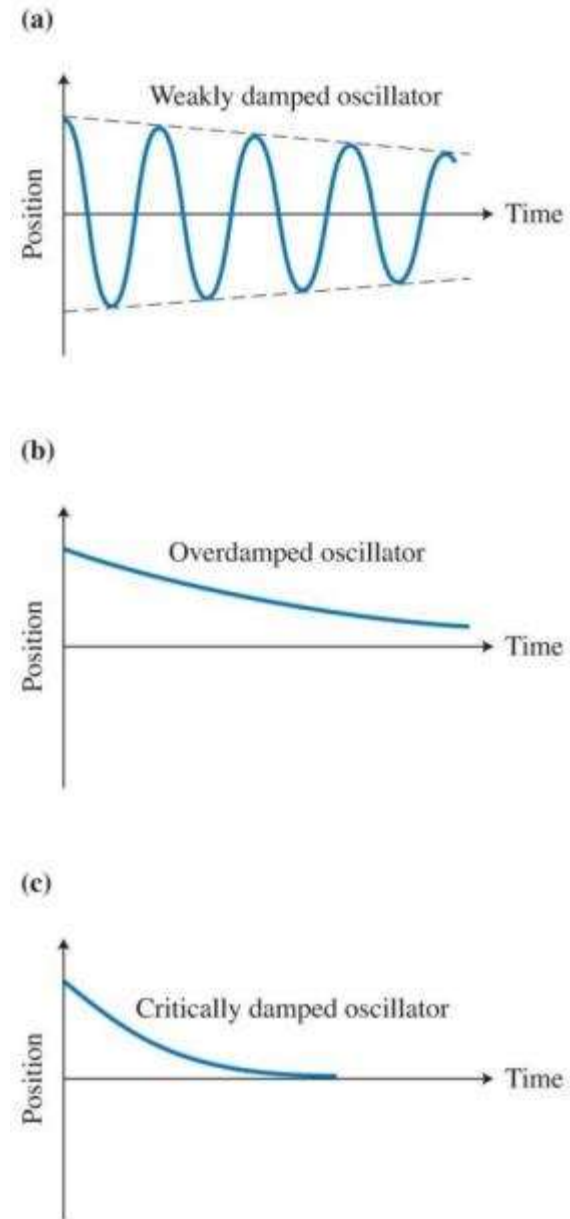 (a)
Weakly damped oscillator
Position
Time
(b)
Overdamped oscillator
Position
Time
(c)
Critically damped oscillator
Position
Time